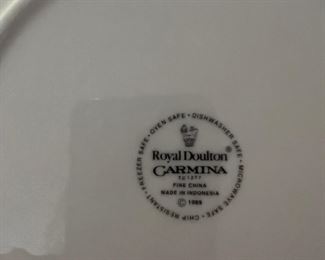 FREEZER SAFE · OVEN SAFE · DISHWASHER SAFE · MICROWAVE SAFE · CHIP RESISTANT ·
Royal Doulton®
CARMINA
FINE CHINA
MADE IN INDONESIA
© 1989